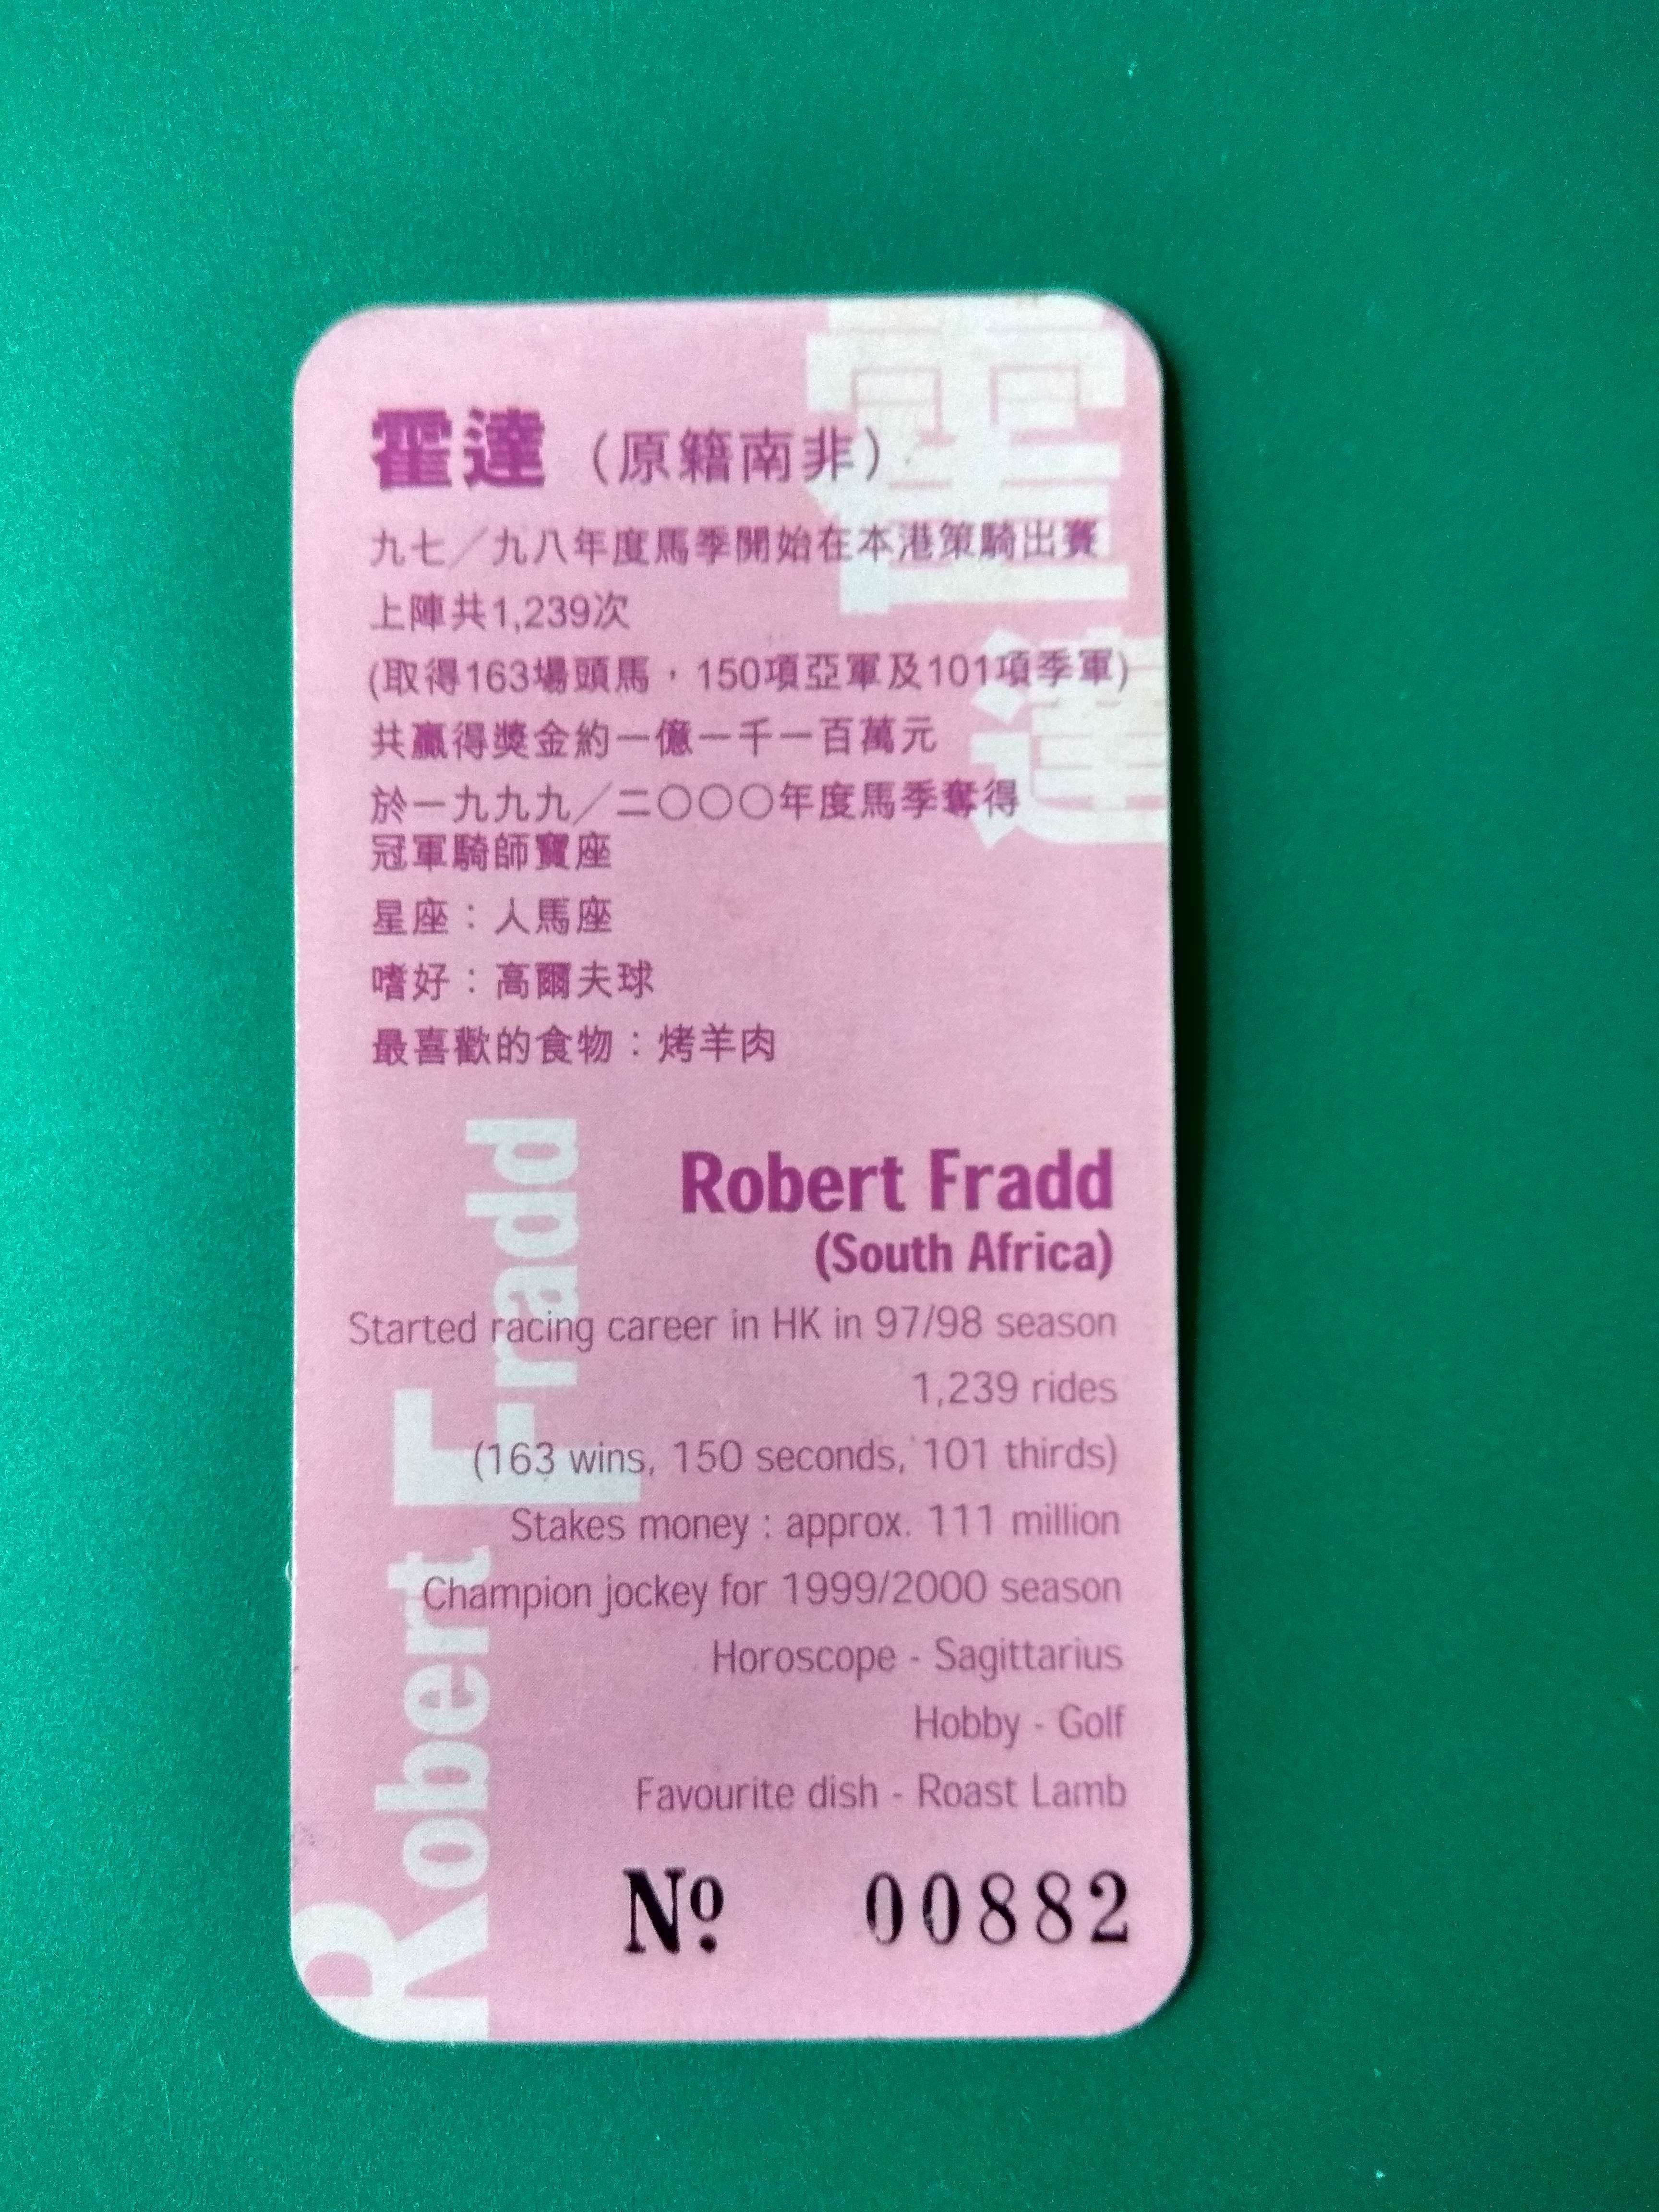 霍達（原籍南非）
九七／九八年度馬季開始在本港策騎出賽
上陣共1,239次
(取得163場頭馬，150項亞軍及101項季軍)
共贏得獎金約一億一千一百萬元
於一九九九／二〇〇〇年度馬季奪得
冠軍騎師寶座
星座：人馬座
嗜好：高爾夫球
最喜歡的食物：烤羊肉
霍達
Robert Fradd
Robert Fradd
(South Africa)
Started racing career in HK in 97/98 season
1,239 rides
(163 wins, 150 seconds, 101 thirds)
Stakes money : approx. 111 million
Champion jockey for 1999/2000 season
Horoscope - Sagittarius
Hobby - Golf
Favourite dish - Roast Lamb
Nº 00882